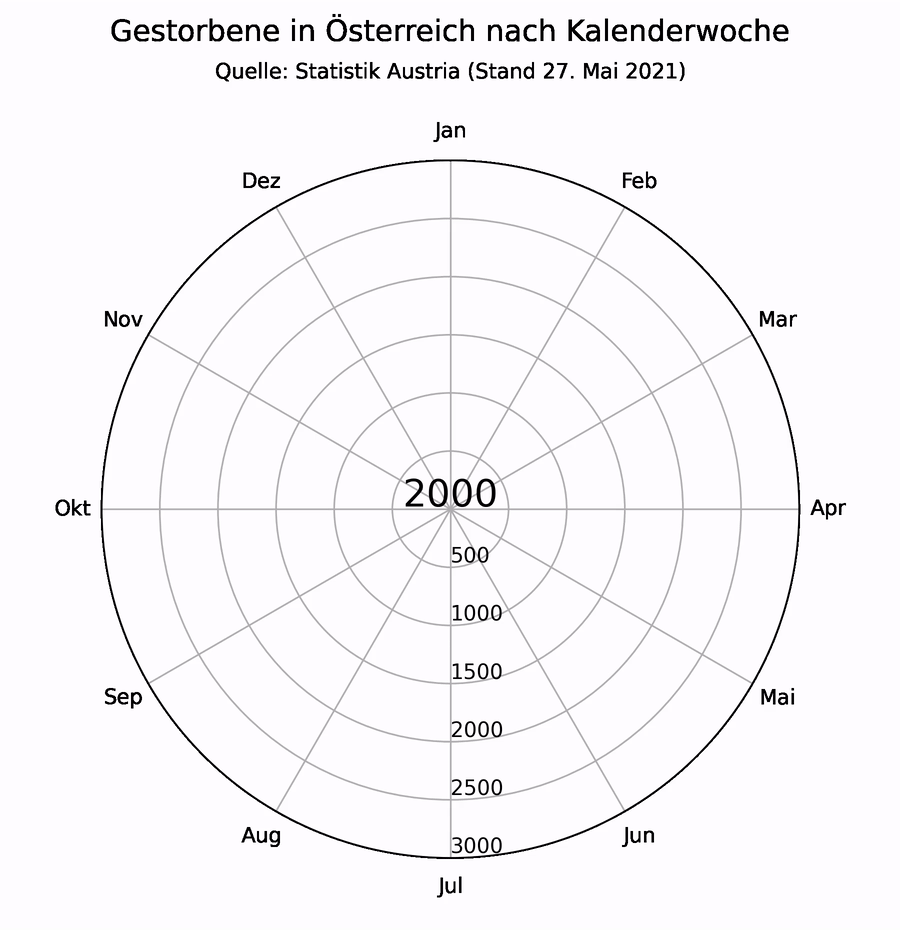 Gestorbene in Österreich nach Kalenderwoche
Quelle: Statistik Austria (Stand 27. Mai 2021)
Jan
Dez
Feb
Nov
Mar
2000
Okt
Apr
500
1000
1500
Sep
Mai
2000
2500
Aug
Jun
3000
Jul